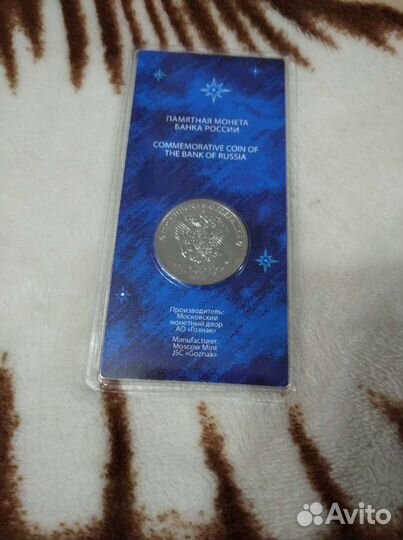 ПАМЯТНАЯ МОНЕТА
БАНКА РОССИИ
COMMEMORATIVE COIN OF
THE BANK OF RUSSIA
Производитель:
Московский
монетный двор
АО «Гознак»
Manufacturer,
Moscow Mint
JSC «Goznak»
Avito